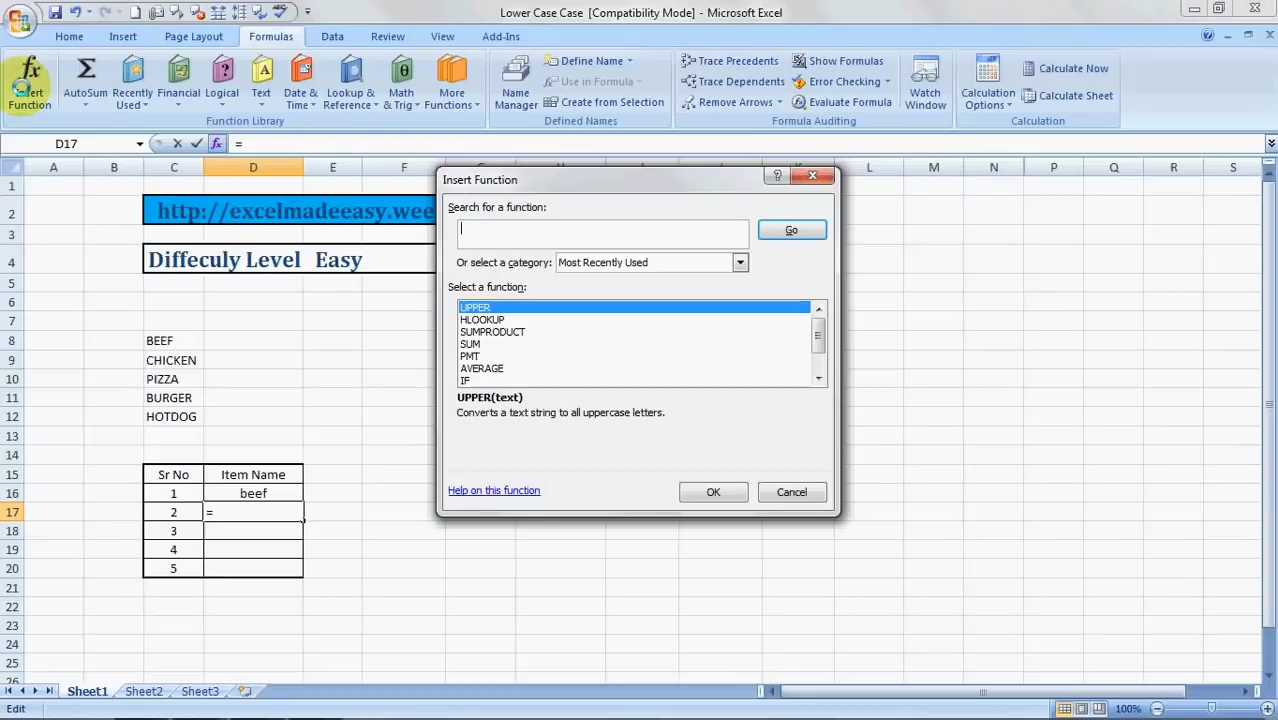 Lower Case Case [Compatibility Mode] - Microsoft Excel
Home Insert Page Layout Formulas Data Review View Add-Ins
fx Insert Function
Σ AutoSum
Recently Used
Financial
Logical
Text
Date & Time
Lookup & Reference
Math & Trig
More Functions
Function Library
Name Manager
Define Name
Use in Formula
Create from Selection
Defined Names
Trace Precedents
Trace Dependents
Remove Arrows
Show Formulas
Error Checking
Evaluate Formula
Formula Auditing
Watch Window
Calculation Options
Calculate Now
Calculate Sheet
Calculation
D17 fx =
A B C D E F L M N P Q R S
1
2 http://excelmadeeasy.wee
3
4 Diffeculy Level Easy
5
6
7
8 BEEF
9 CHICKEN
10 PIZZA
11 BURGER
12 HOTDOG
13
14
15 Sr No Item Name
16 1 beef
17 2 =
18 3
19 4
20 5
21
22
23
24
25
26
Insert Function
Search for a function:
Go
Or select a category: Most Recently Used
Select a function:
UPPER
HLOOKUP
SUMPRODUCT
SUM
PMT
AVERAGE
IF
UPPER(text)
Converts a text string to all uppercase letters.
Help on this function OK Cancel
Sheet1 Sheet2 Sheet3
Edit 100%